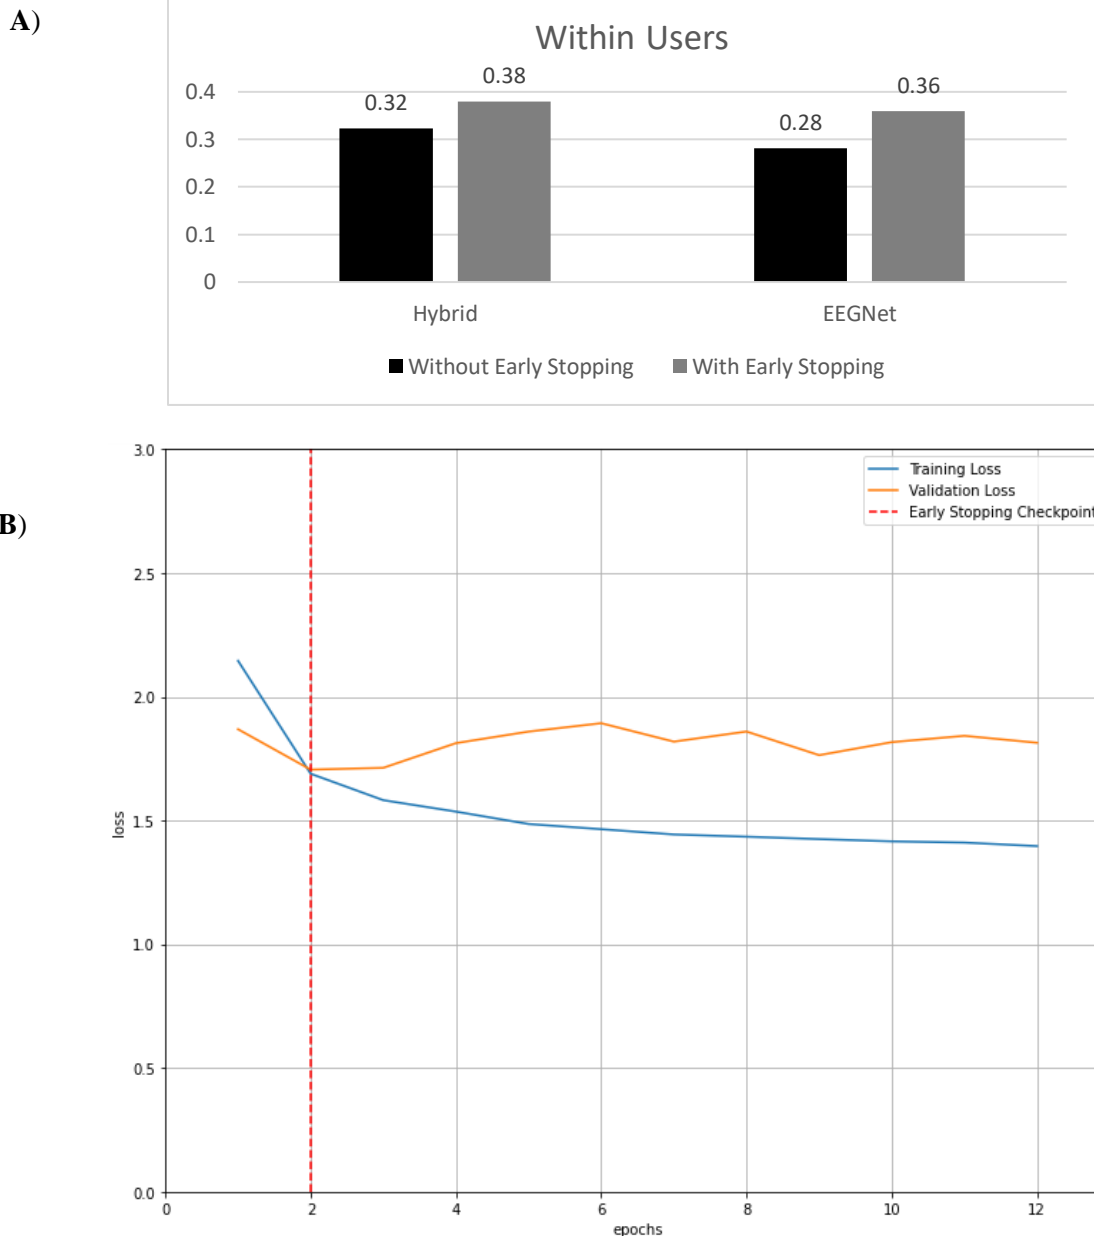 A)
Within Users
0.38
0.36
0.4
0.32
0.28
0.3
0.2
0.1
0
Hybrid EEGNet
Without Early Stopping With Early Stopping
B)
3.0
Training Loss
Validation Loss
Early Stopping Checkpoint
2.5
2.0
1.5
loss
1.0
0.5
0.0
0 2 4 6 8 10 12
epochs